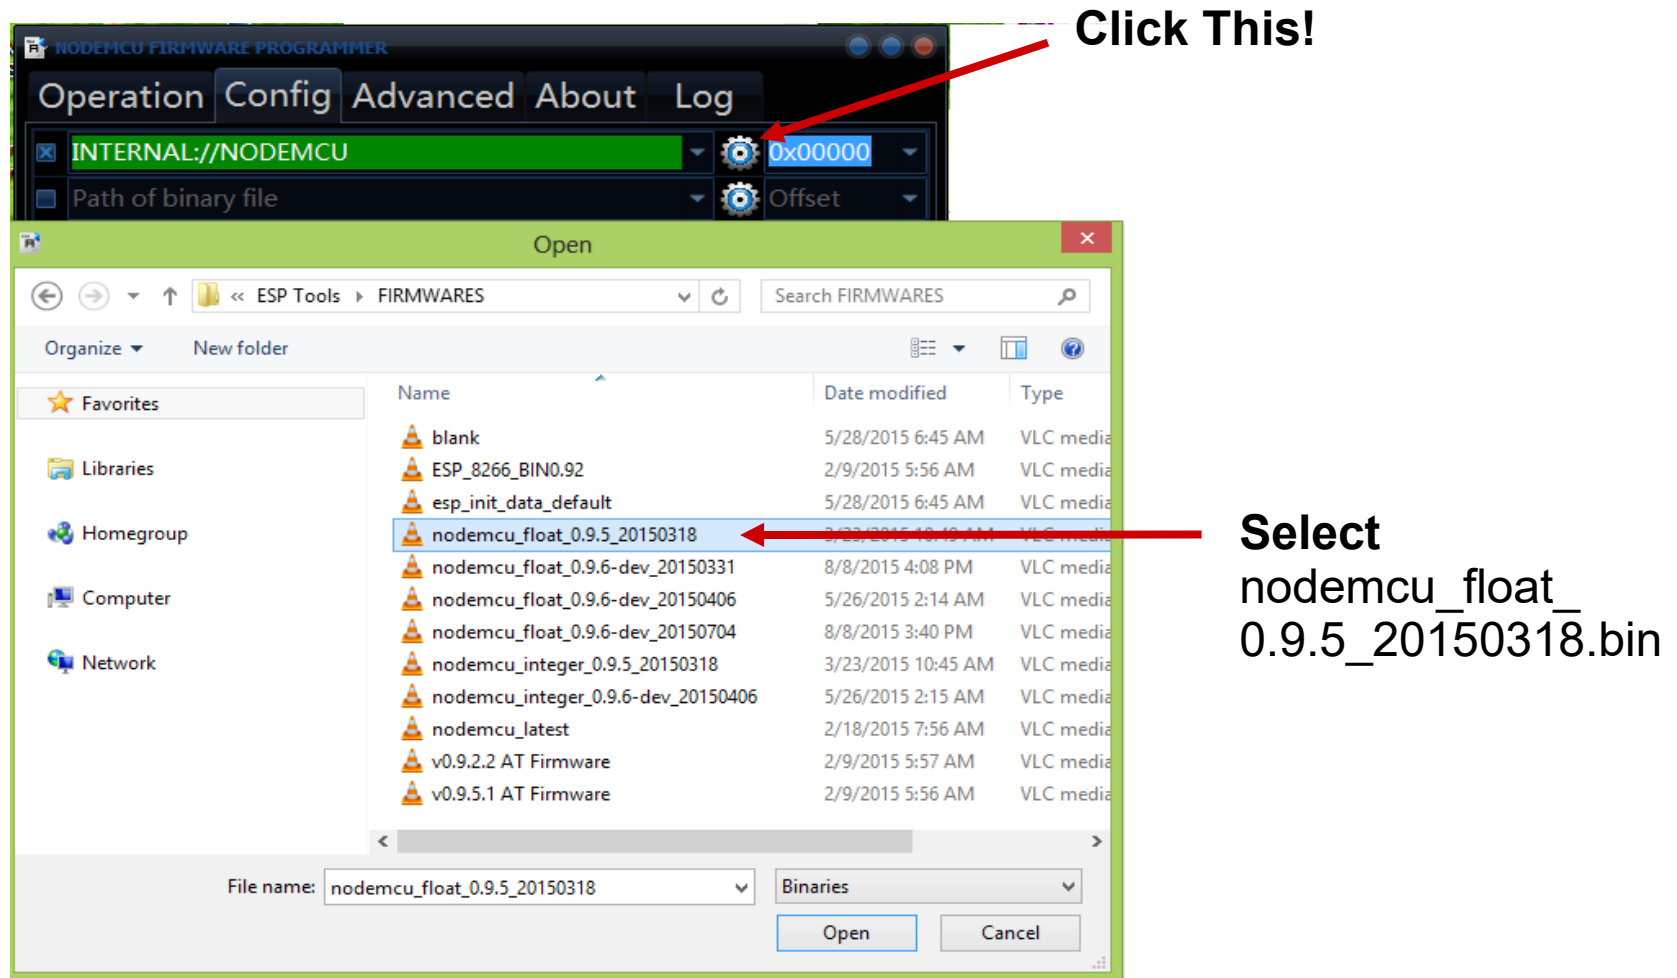 Click This!
NODEMCU FIRMWARE PROGRAMMER
Operation Config Advanced About Log
INTERNAL://NODEMCU 0x00000
Path of binary file Offset
Open
« ESP Tools FIRMWARES Search FIRMWARES
Organize New folder
Name Date modified Type
Favorites
blank 5/28/2015 6:45 AM VLC media
Libraries ESP_8266_BIN0.92 2/9/2015 5:56 AM VLC media
esp_init_data_default 5/28/2015 6:45 AM VLC media
Homegroup nodemcu_float_0.9.5_20150318 3/23/2015 10:49 AM VLC media
nodemcu_float_0.9.6-dev_20150331 8/8/2015 4:08 PM VLC media
Computer nodemcu_float_0.9.6-dev_20150406 5/26/2015 2:14 AM VLC media
nodemcu_float_0.9.6-dev_20150704 8/8/2015 3:40 PM VLC media
Network nodemcu_integer_0.9.5_20150318 3/23/2015 10:45 AM VLC media
nodemcu_integer_0.9.6-dev_20150406 5/26/2015 2:15 AM VLC media
nodemcu_latest 2/18/2015 7:56 AM VLC media
v0.9.2.2 AT Firmware 2/9/2015 5:57 AM VLC media
v0.9.5.1 AT Firmware 2/9/2015 5:56 AM VLC media
File name: nodemcu_float_0.9.5_20150318 Binaries
Open Cancel
Select
nodemcu_float_
0.9.5_20150318.bin